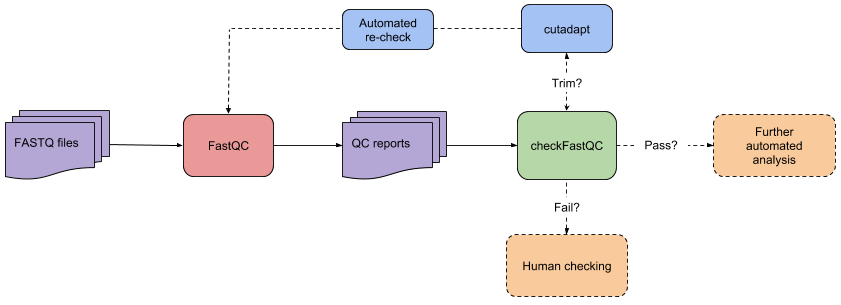 Automated
re-check
cutadapt
Trim?
FASTQ files
FastQC
QC reports
checkFastQC
Pass?
Further
automated
analysis
Fail?
Human checking